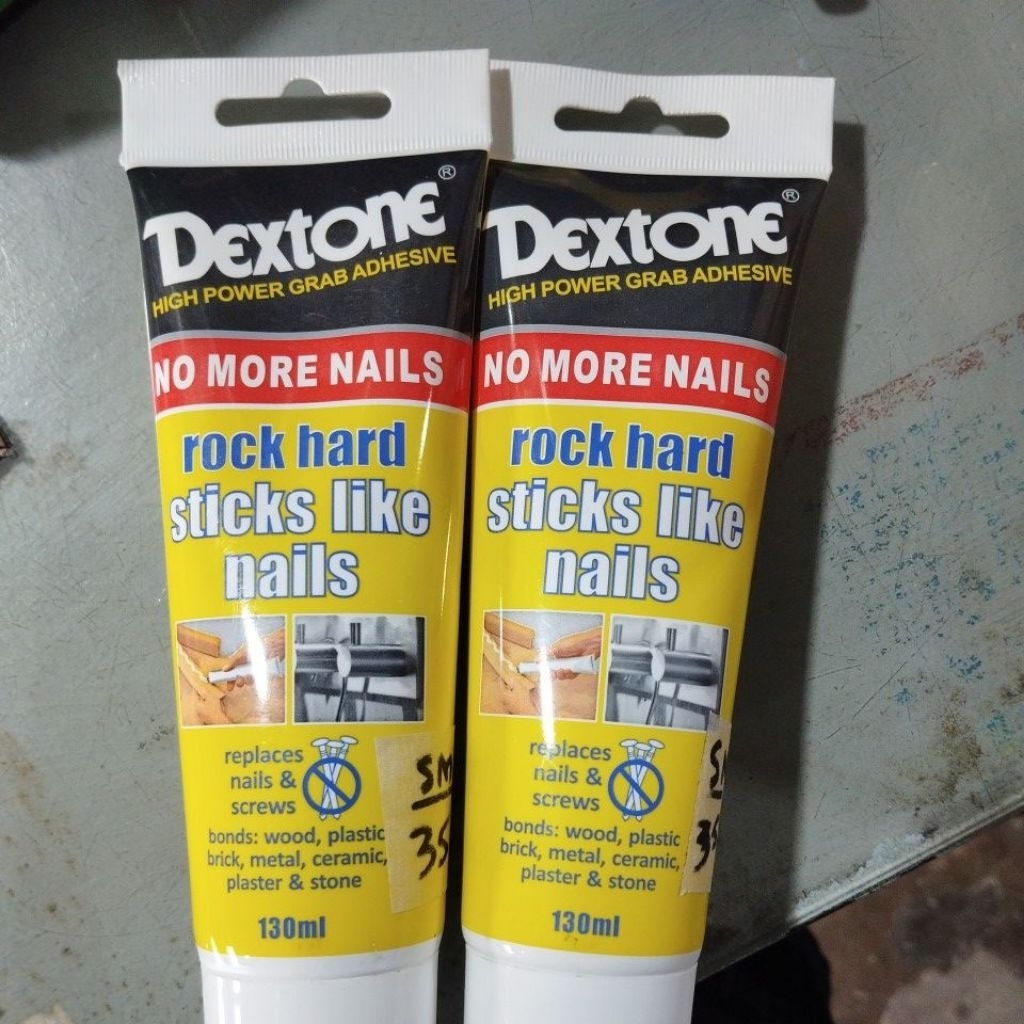 Dextone®
HIGH POWER GRAB ADHESIVE
NO MORE NAILS
rock hard
sticks like
nails
replaces
nails &
screws
bonds: wood, plastic
brick, metal, ceramic,
plaster & stone
130ml
SM
35
Dextone®
HIGH POWER GRAB ADHESIVE
NO MORE NAILS
rock hard
sticks like
nails
replaces
nails &
screws
bonds: wood, plastic
brick, metal, ceramic,
plaster & stone
130ml